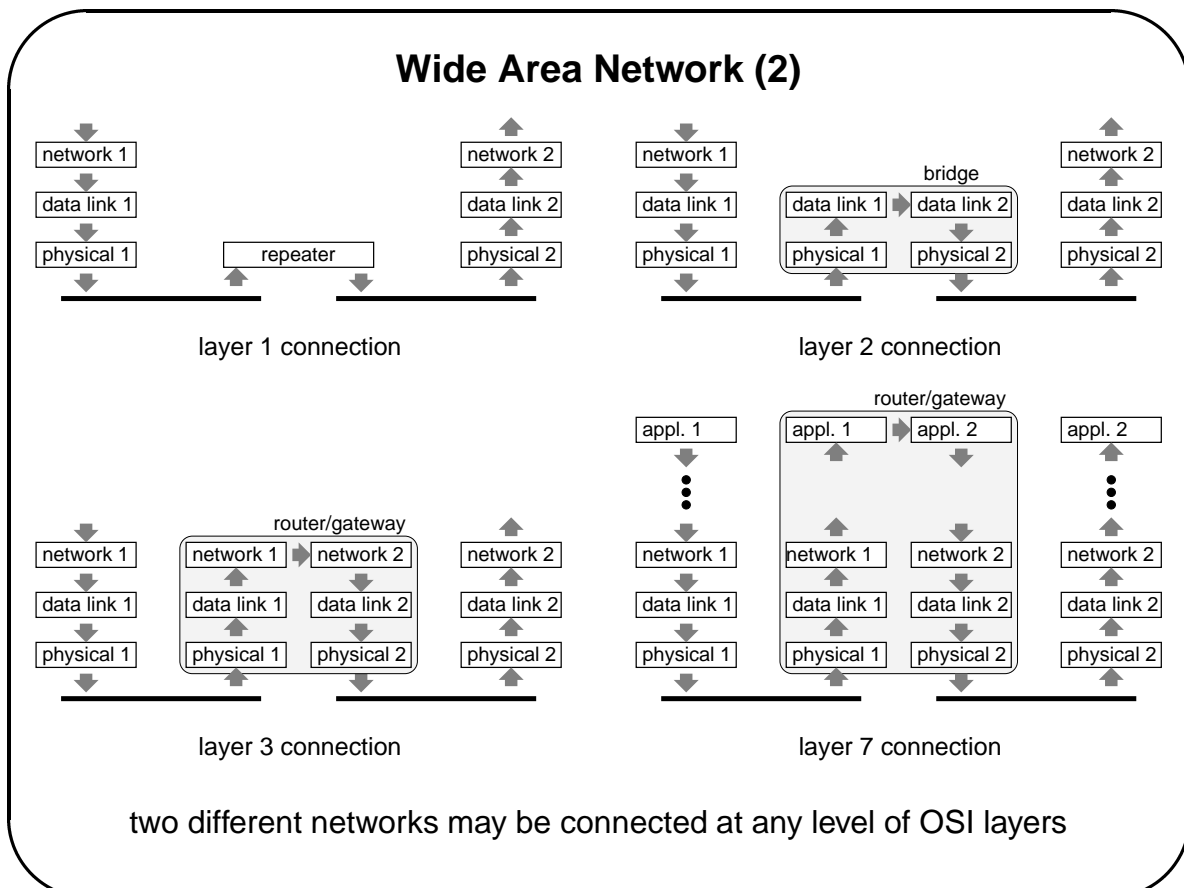 Wide Area Network (2)
network 1
data link 1
physical 1
repeater
network 2
data link 2
physical 2
layer 1 connection
network 1
data link 1
physical 1
bridge
data link 1
data link 2
physical 1
physical 2
network 2
data link 2
physical 2
layer 2 connection
network 1
data link 1
physical 1
router/gateway
network 1
network 2
data link 1
data link 2
physical 1
physical 2
network 2
data link 2
physical 2
layer 3 connection
appl. 1
network 1
data link 1
physical 1
router/gateway
appl. 1
appl. 2
network 1
network 2
data link 1
data link 2
physical 1
physical 2
appl. 2
network 2
data link 2
physical 2
layer 7 connection
two different networks may be connected at any level of OSI layers